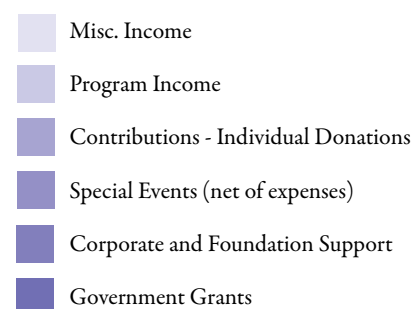 Misc. Income
Program Income
Contributions - Individual Donations
Special Events (net of expenses)
Corporate and Foundation Support
Government Grants